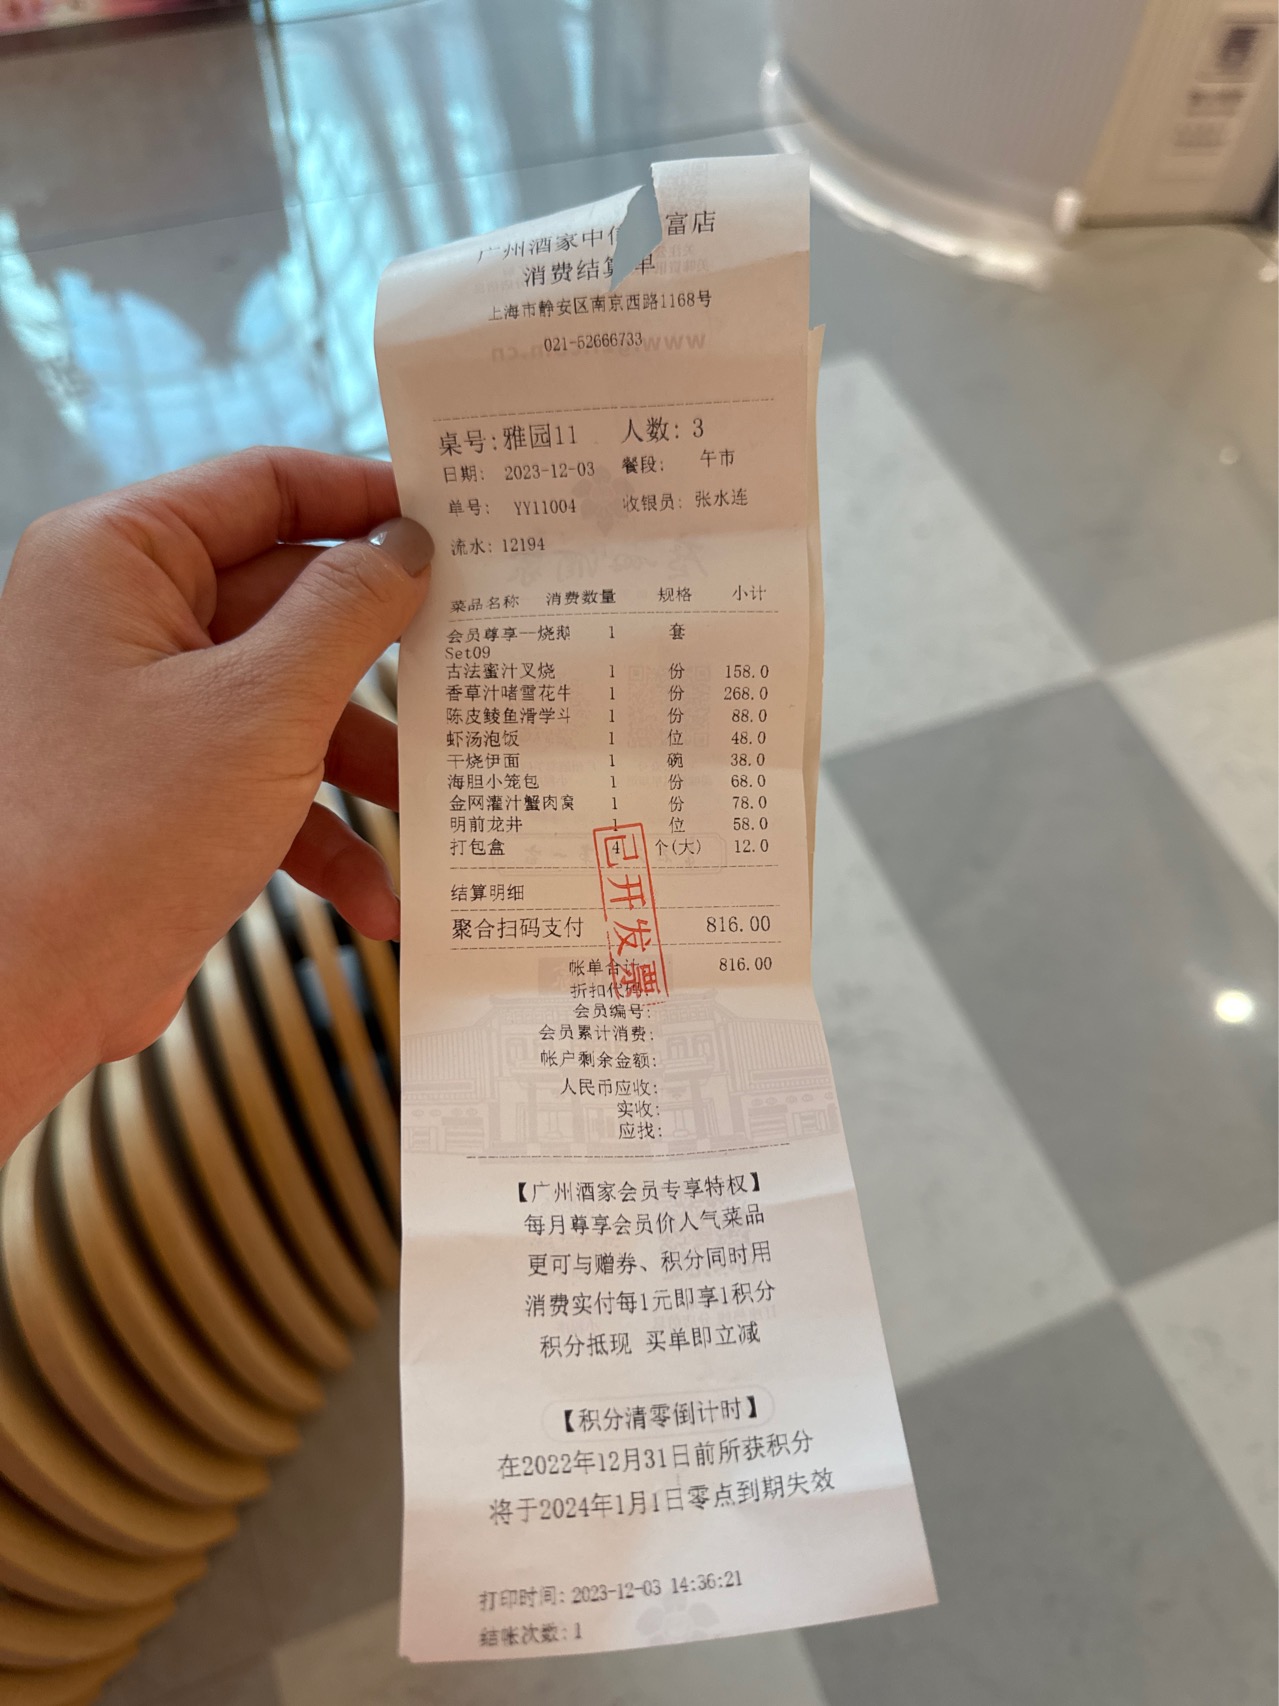 广州酒家中信 富店
消费结算单
上海市静安区南京西路1168号
021-52666733
桌号:雅园11 人数: 3
日期: 2023-12-03 餐段: 午市
单号: YY11004 收银员: 张水连
流水: 12194
菜品名称 消费数量 规格 小计
会员尊享--烧鹅 1 套
Set09
古法蜜汁叉烧 1 份 158.0
香草汁啫雪花牛 1 份 268.0
陈皮鲮鱼滑学斗 1 份 88.0
虾汤泡饭 1 位 48.0
干烧伊面 1 碗 38.0
海胆小笼包 1 份 68.0
金网灌汁蟹肉窝 1 份 78.0
明前龙井 1 位 58.0
打包盒 4 个(大) 12.0
已开发票
结算明细
聚合扫码支付 816.00
帐单合计 816.00
折扣代码
会员编号:
会员累计消费:
帐户剩余金额:
人民币应收:
实收:
应找:
【广州酒家会员专享特权】
每月尊享会员价人气菜品
更可与赠券、积分同时用
消费实付每1元即享1积分
积分抵现 买单即立减
【积分清零倒计时】
在2022年12月31日前所获积分
将于2024年1月1日零点到期失效
打印时间: 2023-12-03 14:36:21
结帐次数: 1